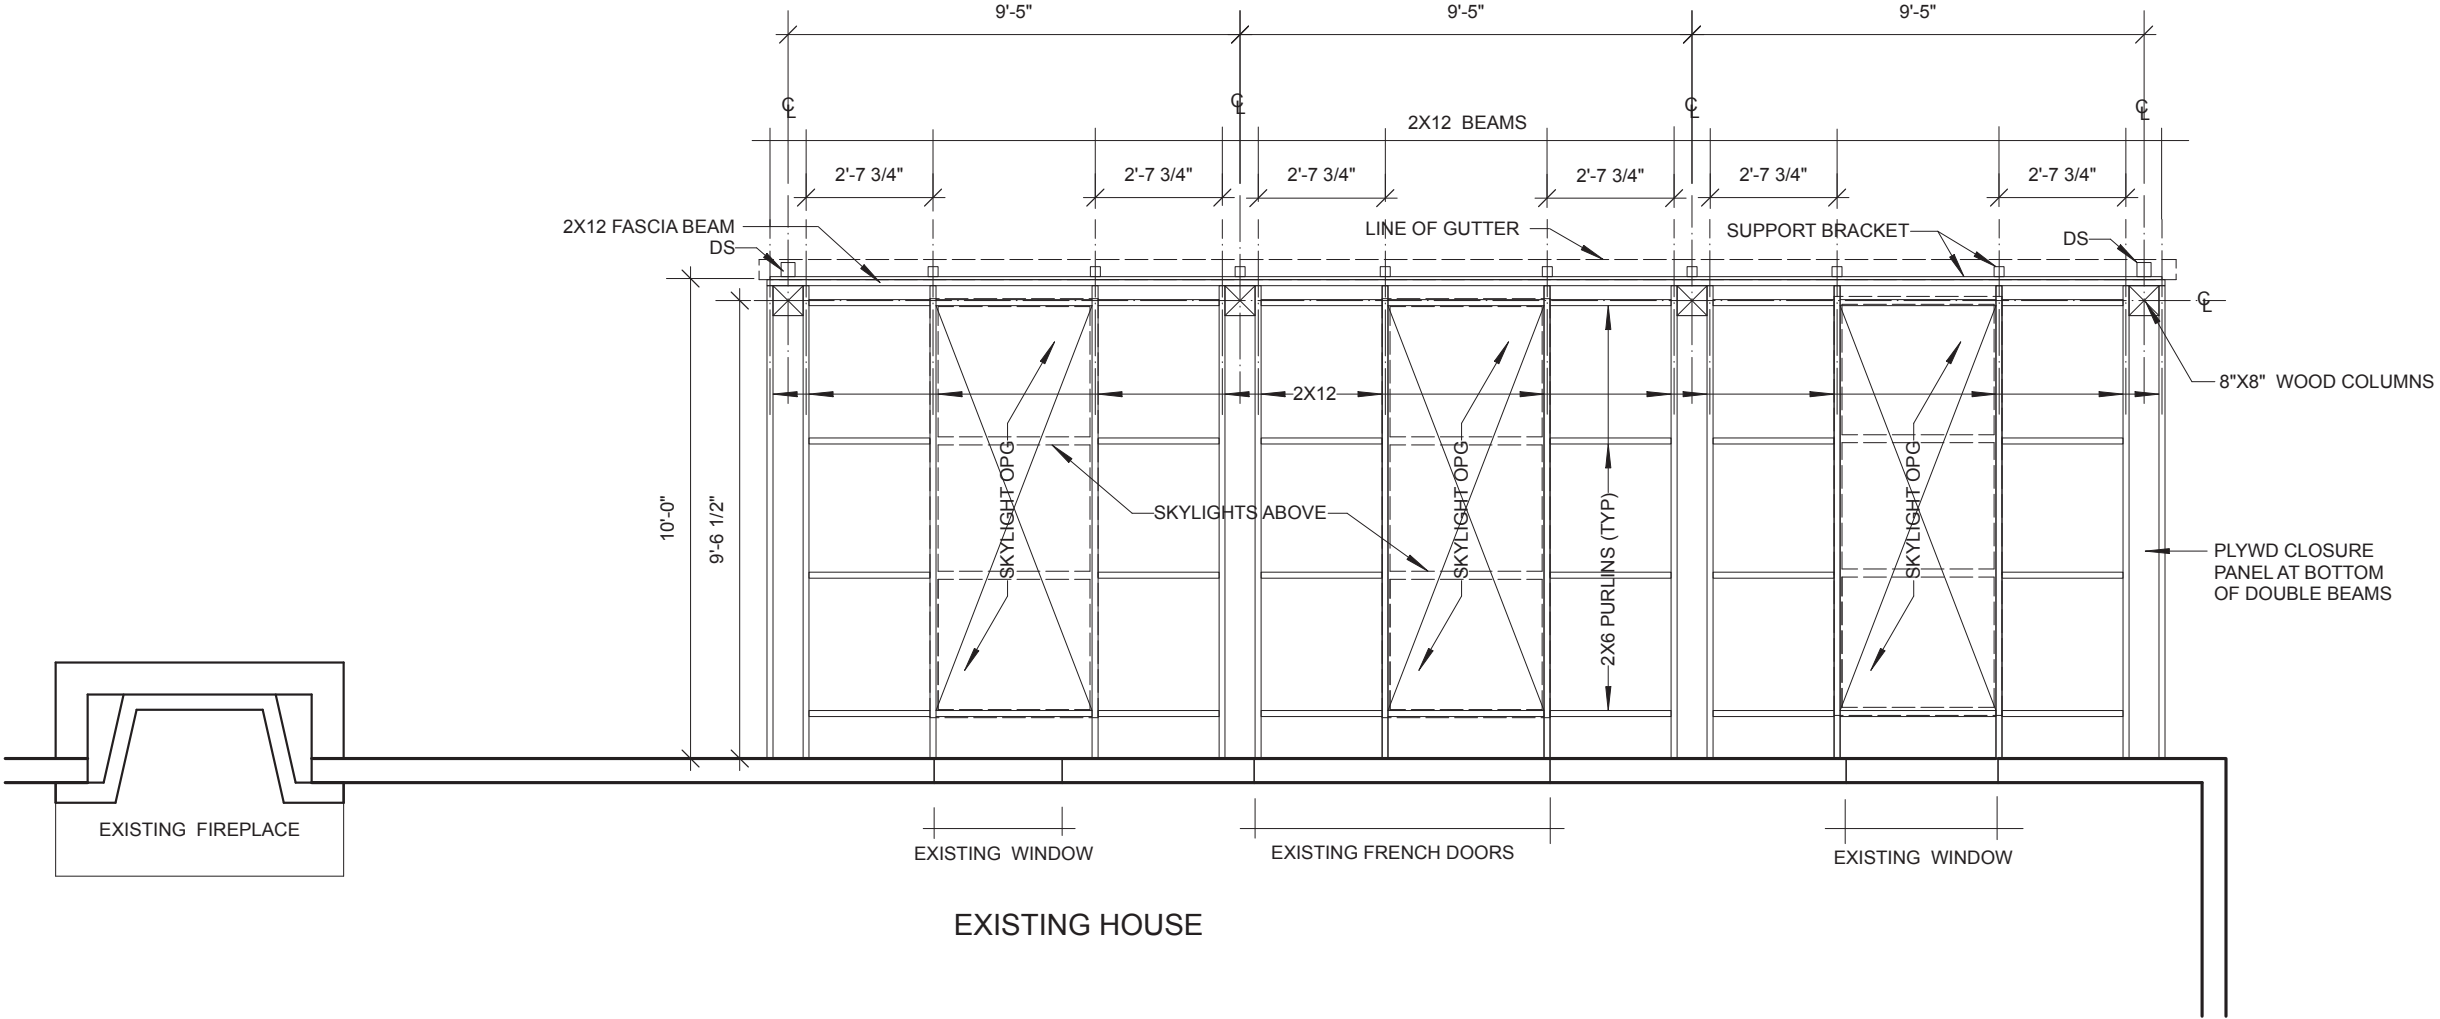 9'-5"
9'-5"
9'-5"
℄
℄
℄
℄
2X12 BEAMS
2'-7 3/4"
2'-7 3/4"
2'-7 3/4"
2'-7 3/4"
2'-7 3/4"
2'-7 3/4"
2X12 FASCIA BEAM
DS
LINE OF GUTTER
SUPPORT BRACKET
DS
℄
8"X8" WOOD COLUMNS
2X12
SKYLIGHT OPG
SKYLIGHT OPG
SKYLIGHT OPG
SKYLIGHTS ABOVE
10'-0"
9'-6 1/2"
2X6 PURLINS (TYP)
PLYWD CLOSURE
PANEL AT BOTTOM
OF DOUBLE BEAMS
EXISTING FIREPLACE
EXISTING WINDOW
EXISTING FRENCH DOORS
EXISTING WINDOW
EXISTING HOUSE